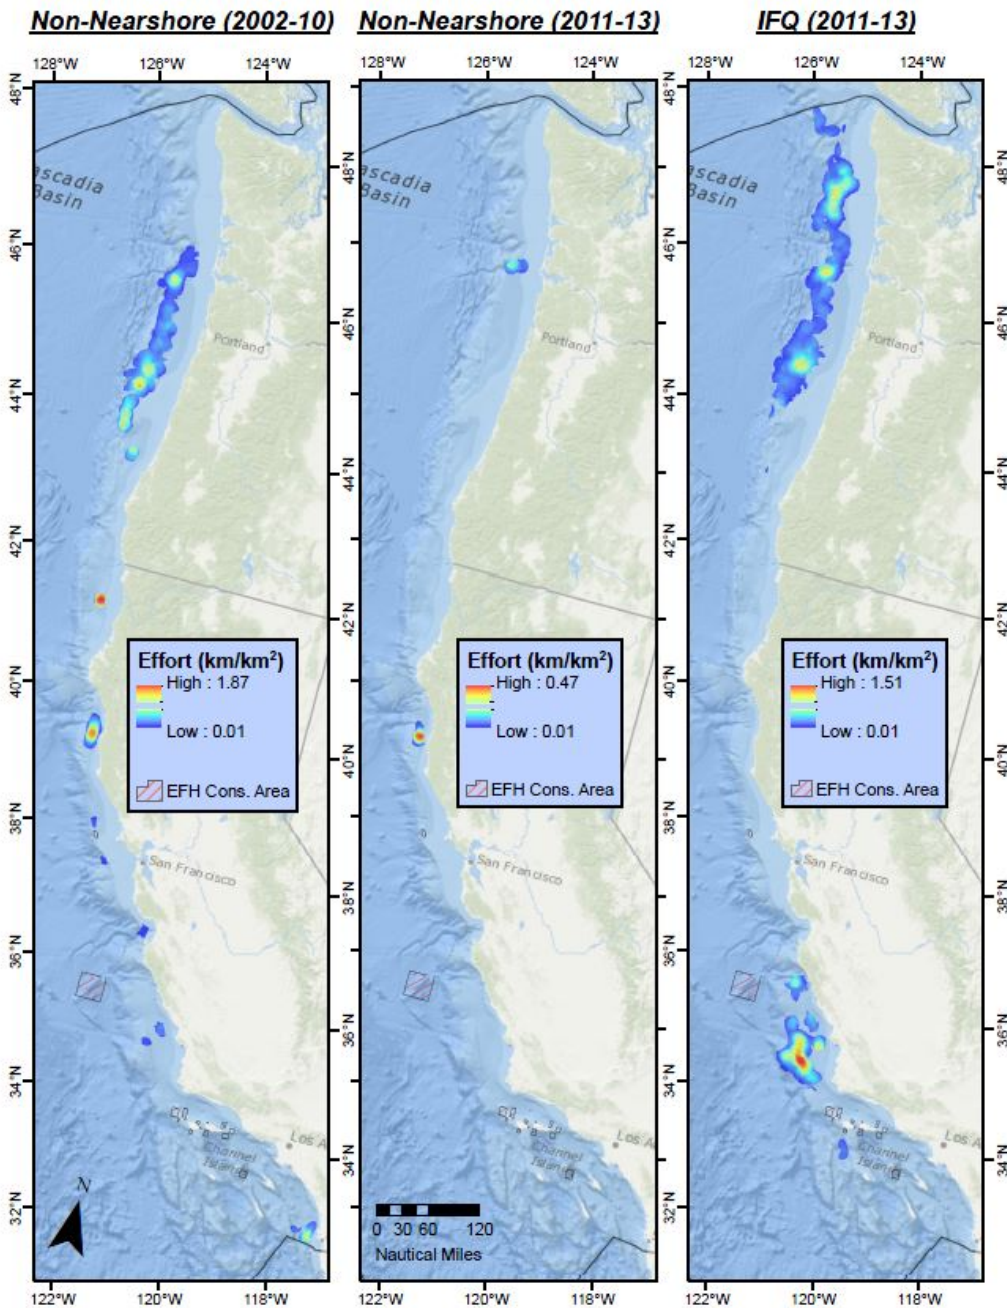 Non-Nearshore (2002-10)
Non-Nearshore (2011-13)
IFQ (2011-13)
128°W 126°W 124°W
128°W 126°W 124°W
128°W 126°W 124°W
48°N
46°N
44°N
42°N
40°N
38°N
36°N
34°N
32°N
48°N
46°N
44°N
42°N
40°N
38°N
36°N
34°N
48°N
46°N
44°N
42°N
40°N
38°N
36°N
34°N
ascadia
Basin
Portland
Effort (km/km²)
High : 1.87
Low : 0.01
EFH Cons. Area
San Francisco
Los A
Channel
Islands
N
122°W 120°W 118°W
ascadia
Basin
Portland
Effort (km/km²)
High : 0.47
Low : 0.01
EFH Cons. Area
San Francisco
Los A
Channel
Islands
0 30 60 120
Nautical Miles
122°W 120°W 118°W
ascadia
Basin
Portland
Effort (km/km²)
High : 1.51
Low : 0.01
EFH Cons. Area
San Francisco
Los A
Channel
Islands
122°W 120°W 118°W